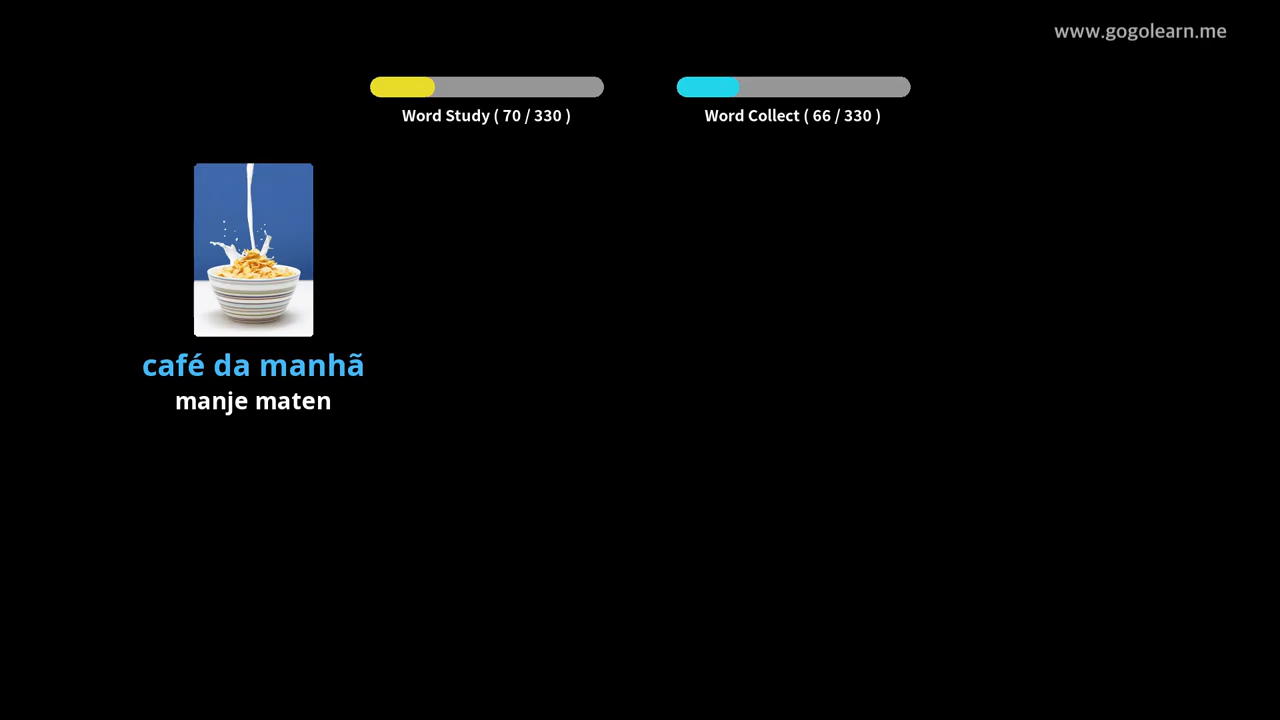 www.gogolearn.me
Word Study ( 70 / 330 )
Word Collect ( 66 / 330 )
café da manhã
manje maten